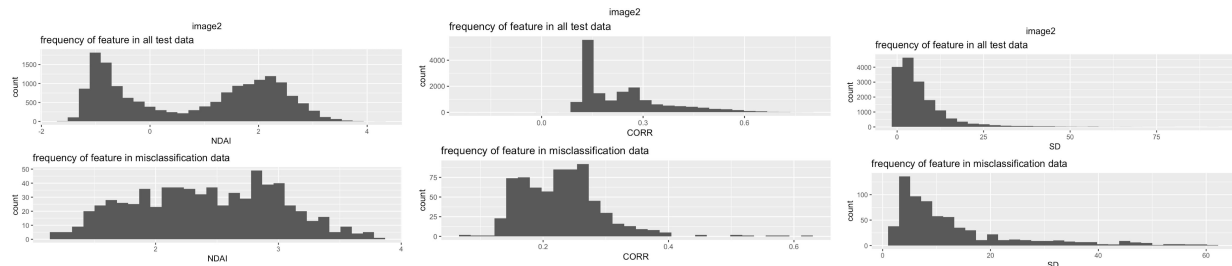 image2
frequency of feature in all test data
count
1500
1000
500
0
-2
0
2
4
NDAI
frequency of feature in misclassification data
count
50
40
30
20
10
0
2
3
4
NDAI
image2
frequency of feature in all test data
count
4000
2000
0
0.0
0.3
0.6
CORR
frequency of feature in misclassification data
count
75
50
25
0
0.2
0.4
0.6
CORR
image2
frequency of feature in all test data
count
4000
3000
2000
1000
0
0
25
50
75
SD
frequency of feature in misclassification data
count
100
50
0
0
20
40
60
SD